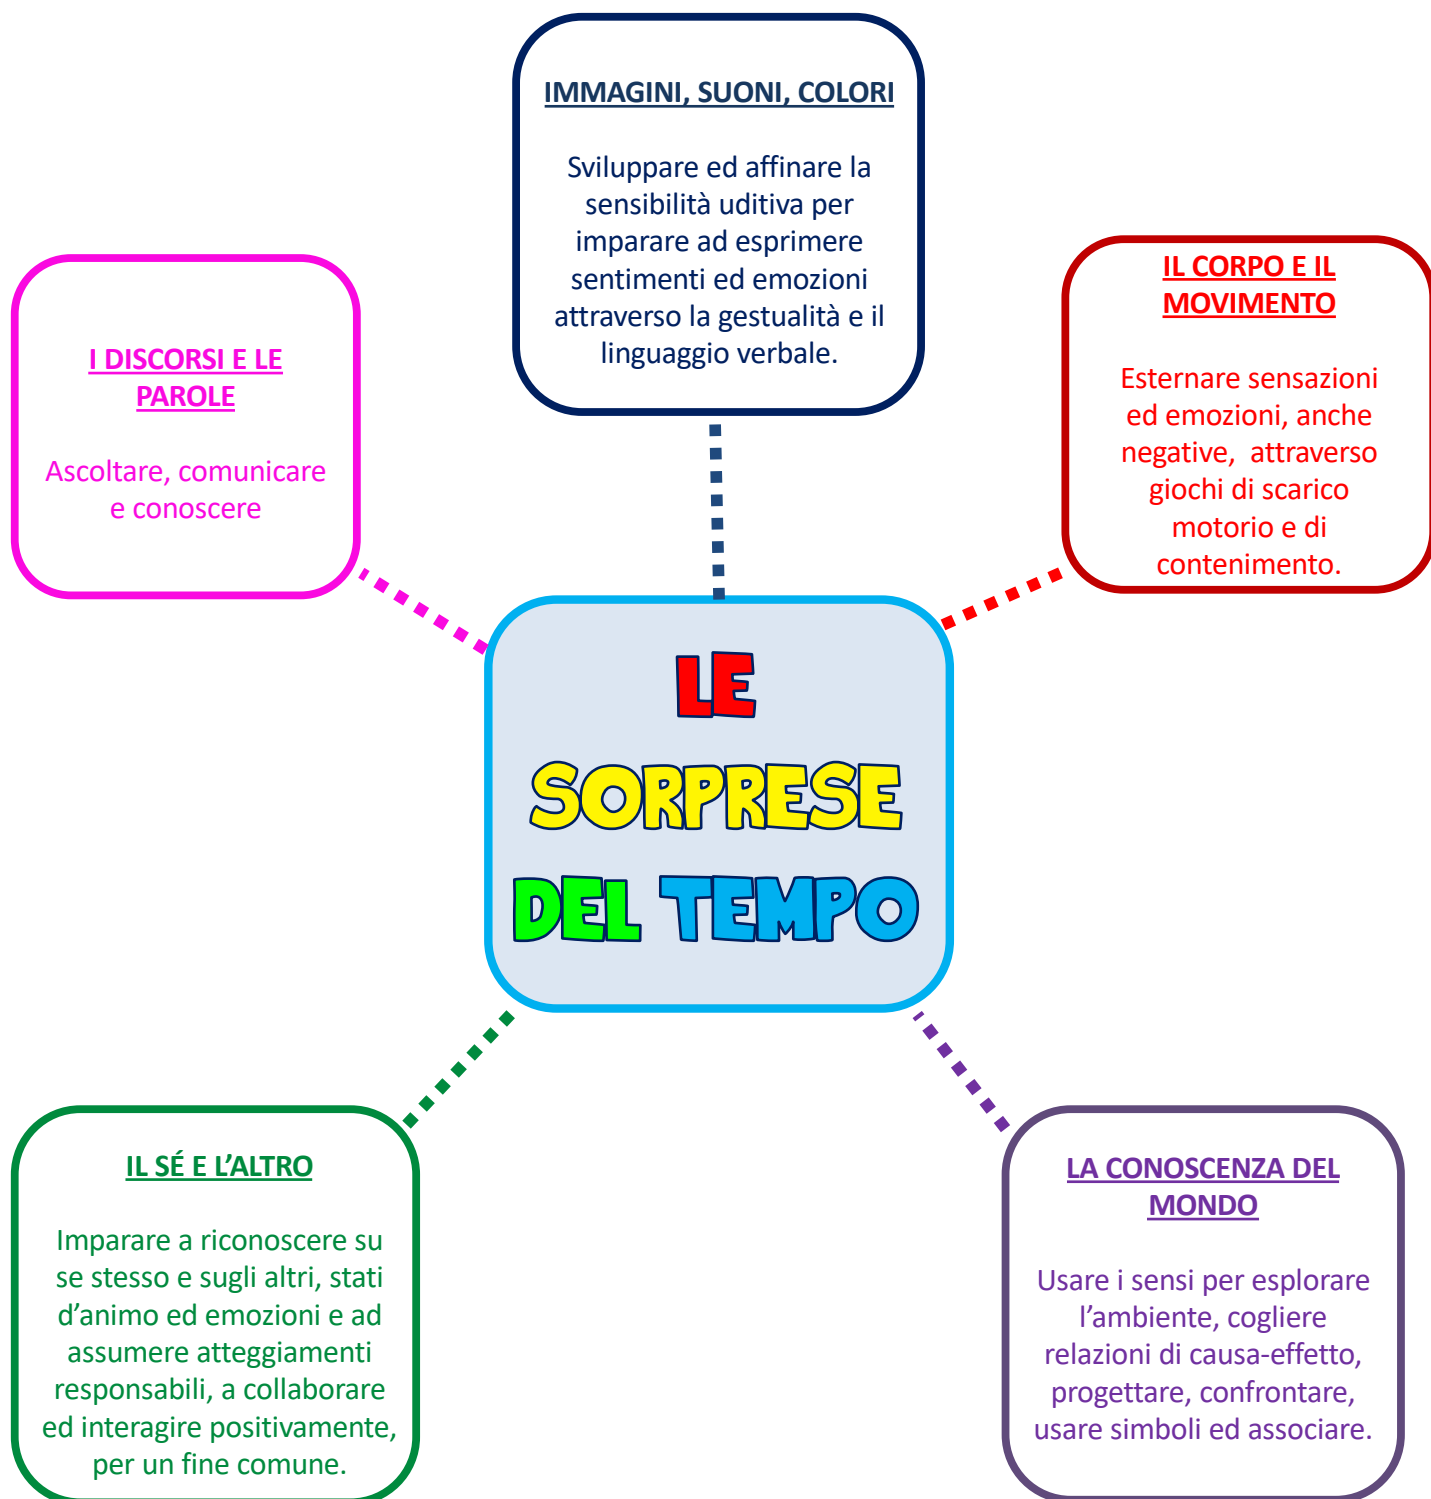 IMMAGINI, SUONI, COLORI
Sviluppare ed affinare la
sensibilità uditiva per
imparare ad esprimere
sentimenti ed emozioni
attraverso la gestualità e il
linguaggio verbale.
I DISCORSI E LE
PAROLE
Ascoltare, comunicare
e conoscere
IL CORPO E IL
MOVIMENTO
Esternare sensazioni
ed emozioni, anche
negative, attraverso
giochi di scarico
motorio e di
contenimento.
LE
SORPRESE
DEL TEMPO
IL SÉ E L’ALTRO
Imparare a riconoscere su
se stesso e sugli altri, stati
d’animo ed emozioni e ad
assumere atteggiamenti
responsabili, a collaborare
ed interagire positivamente,
per un fine comune.
LA CONOSCENZA DEL
MONDO
Usare i sensi per esplorare
l’ambiente, cogliere
relazioni di causa-effetto,
progettare, confrontare,
usare simboli ed associare.